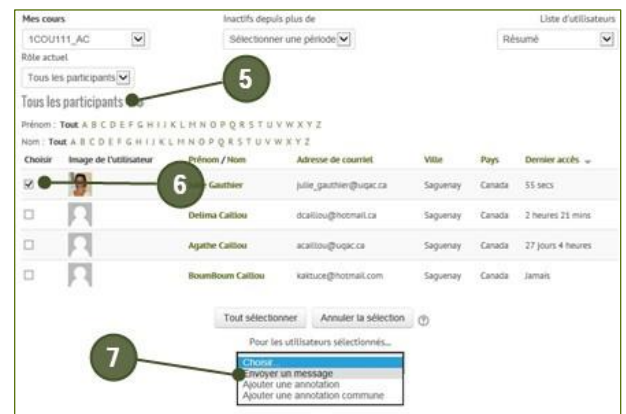 Mes cours Inactifs depuis plus de Liste d'utilisateurs
1COU111_AC Sélectionner une période Résumé
Rôle actuel
Tous les participants
5
Tous les participants
Prénom : Tout A B C D E F G H I J K L M N O P Q R S T U V W X Y Z
Nom : Tout A B C D E F G H I J K L M N O P Q R S T U V W X Y Z
Choisir Image de l'utilisateur Prénom / Nom Adresse de courriel Ville Pays Dernier accès
6 Gauthier julie_gauthier@uqac.ca Saguenay Canada 55 secs
Delima Caillou dcaillou@hotmail.ca Saguenay Canada 2 heures 21 mins
Agathe Caillou acaillou@uqac.ca Saguenay Canada 27 jours 4 heures
BoumBoum Caillou kaktuce@hotmail.com Saguenay Canada Jamais
Tout sélectionner Annuler la sélection ?
Pour les utilisateurs sélectionnés...
7
Choisir
Envoyer un message
Ajouter une annotation
Ajouter une annotation commune